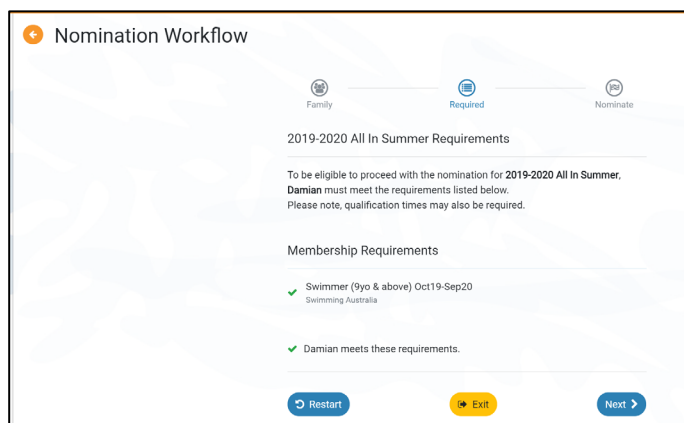 Nomination Workflow
Family
Required
Nominate
2019-2020 All In Summer Requirements
To be eligible to proceed with the nomination for 2019-2020 All In Summer,
Damian must meet the requirements listed below.
Please note, qualification times may also be required.
Membership Requirements
Swimmer (9yo & above) Oct19-Sep20
Swimming Australia
Damian meets these requirements.
Restart
Exit
Next